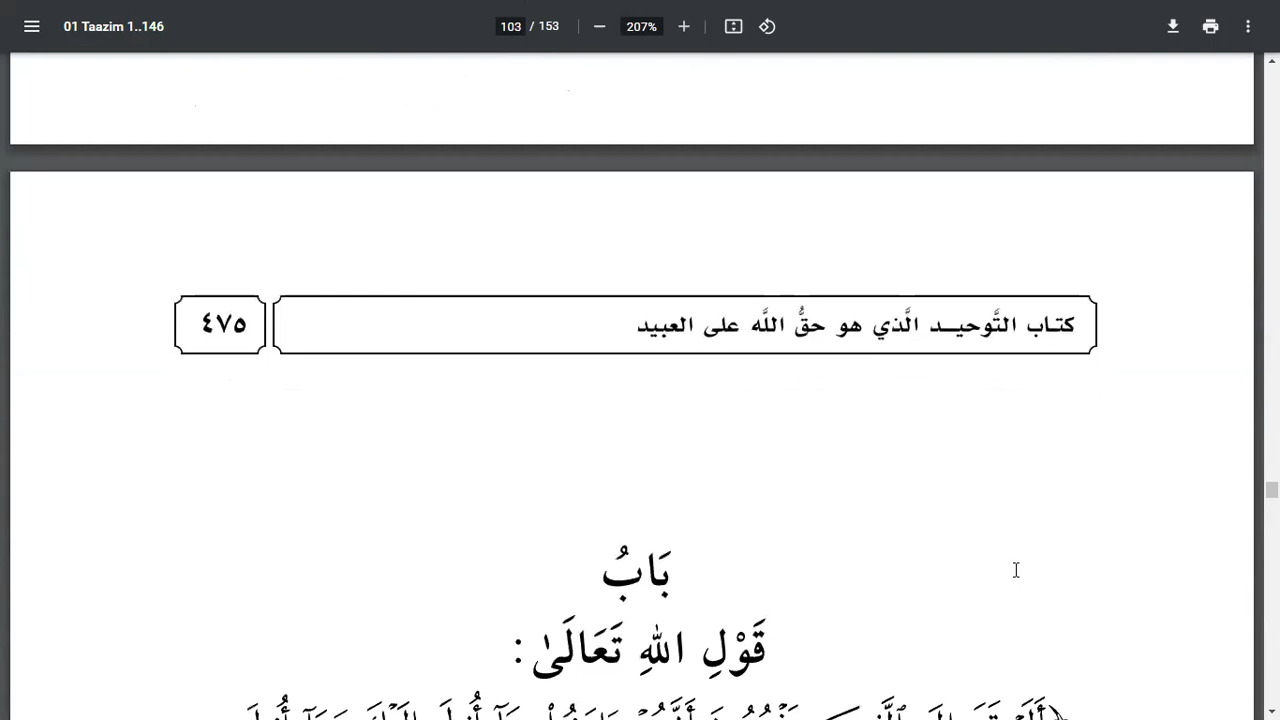 01 Taazim 1..146
103 / 153
207%
كتاب التَّوحيــد الَّذي هو حقُّ اللَّه على العبيد
٤٧٥
بَابُ
قَوْلِ اللهِ تَعَالَىٰ :